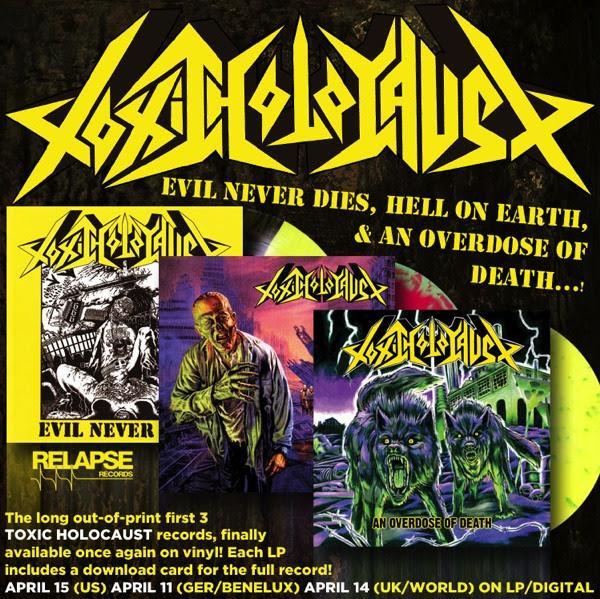 TOXIC HOLOCAUST
EVIL NEVER DIES, HELL ON EARTH,
& AN OVERDOSE OF
DEATH...!
TOXIC HOLOCAUST
EVIL NEVER
TOXIC HOLOCAUST
TOXIC HOLOCAUST
AN OVERDOSE OF DEATH
RELAPSE
RECORDS
The long out-of-print first 3
TOXIC HOLOCAUST records, finally
available once again on vinyl! Each LP
includes a download card for the full record!
APRIL 15 (US) APRIL 11 (GER/BENELUX) APRIL 14 (UK/WORLD) ON LP/DIGITAL